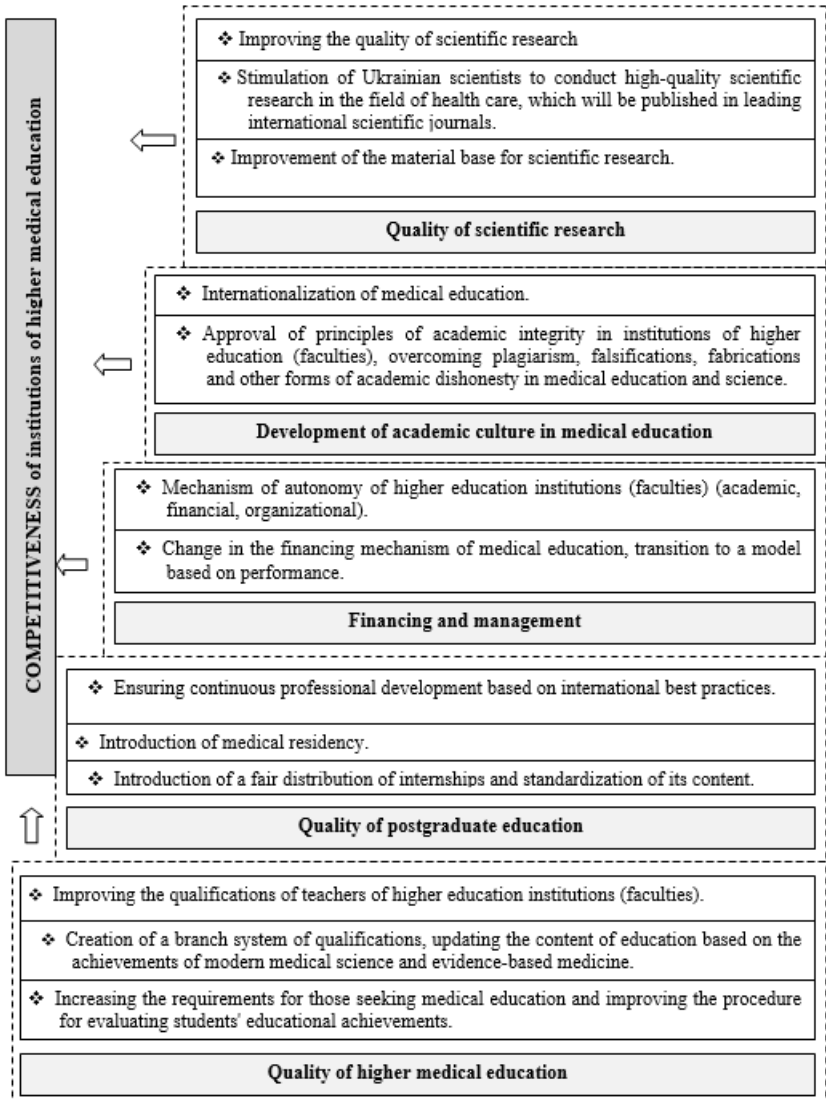 COMPETITIVENESS of institutions of higher medical education
❖ Improving the quality of scientific research
❖ Stimulation of Ukrainian scientists to conduct high-quality scientific
research in the field of health care, which will be published in leading
international scientific journals.
❖ Improvement of the material base for scientific research.
Quality of scientific research
❖ Internationalization of medical education.
❖ Approval of principles of academic integrity in institutions of higher
education (faculties), overcoming plagiarism, falsifications, fabrications
and other forms of academic dishonesty in medical education and science.
Development of academic culture in medical education
❖ Mechanism of autonomy of higher education institutions (faculties) (academic,
financial, organizational).
❖ Change in the financing mechanism of medical education, transition to a model
based on performance.
Financing and management
❖ Ensuring continuous professional development based on international best practices.
❖ Introduction of medical residency.
❖ Introduction of a fair distribution of internships and standardization of its content.
Quality of postgraduate education
❖ Improving the qualifications of teachers of higher education institutions (faculties).
❖ Creation of a branch system of qualifications, updating the content of education based on the
achievements of modern medical science and evidence-based medicine.
❖ Increasing the requirements for those seeking medical education and improving the procedure
for evaluating students' educational achievements.
Quality of higher medical education